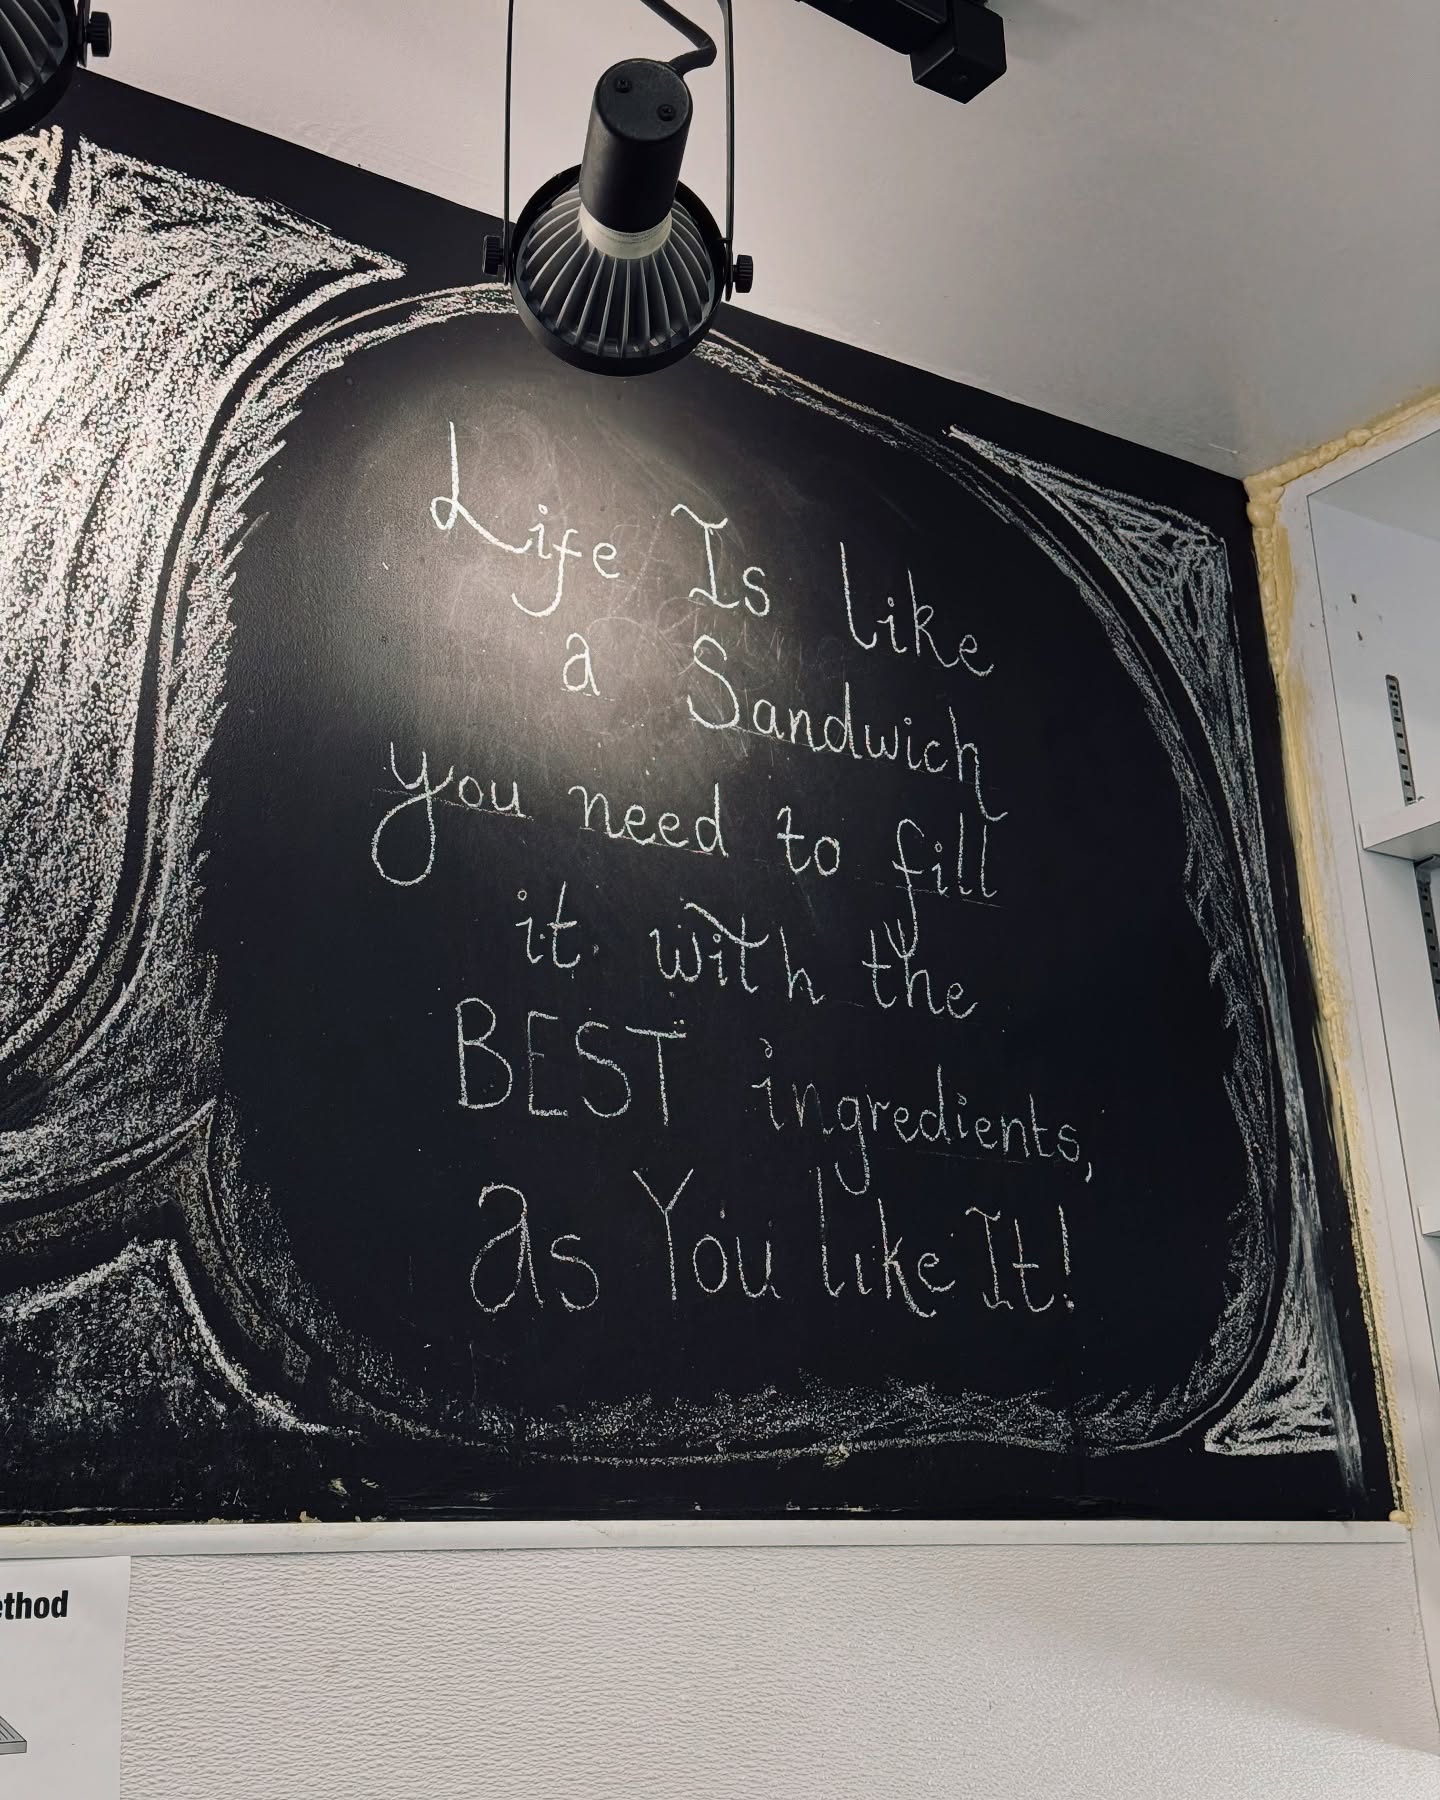 Life Is like
a Sandwich
you need to fill
it with the
BEST ingredients,
as You like It!
ethod